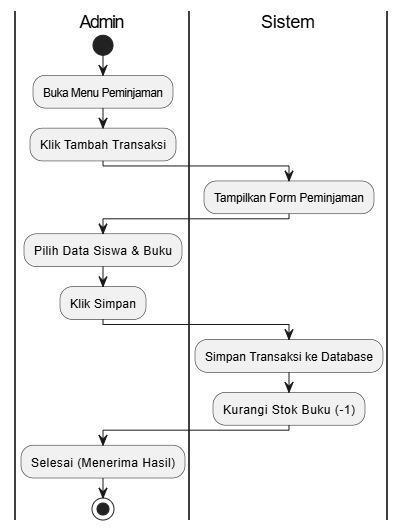 Admin
Sistem
Buka Menu Peminjaman
Klik Tambah Transaksi
Tampilkan Form Peminjaman
Pilih Data Siswa & Buku
Klik Simpan
Simpan Transaksi ke Database
Kurangi Stok Buku (-1)
Selesai (Menerima Hasil)